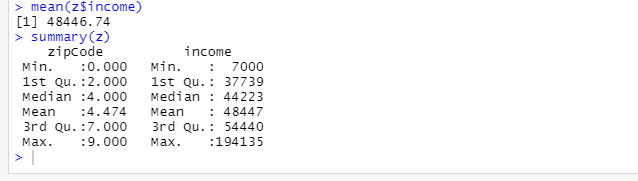 > mean(z$income)
[1] 48446.74
> summary(z)
    zipCode          income
 Min.   :0.000   Min.   :  7000
 1st Qu.:2.000   1st Qu.: 37739
 Median :4.000   Median : 44223
 Mean   :4.474   Mean   : 48447
 3rd Qu.:7.000   3rd Qu.: 54440
 Max.   :9.000   Max.   :194135
>